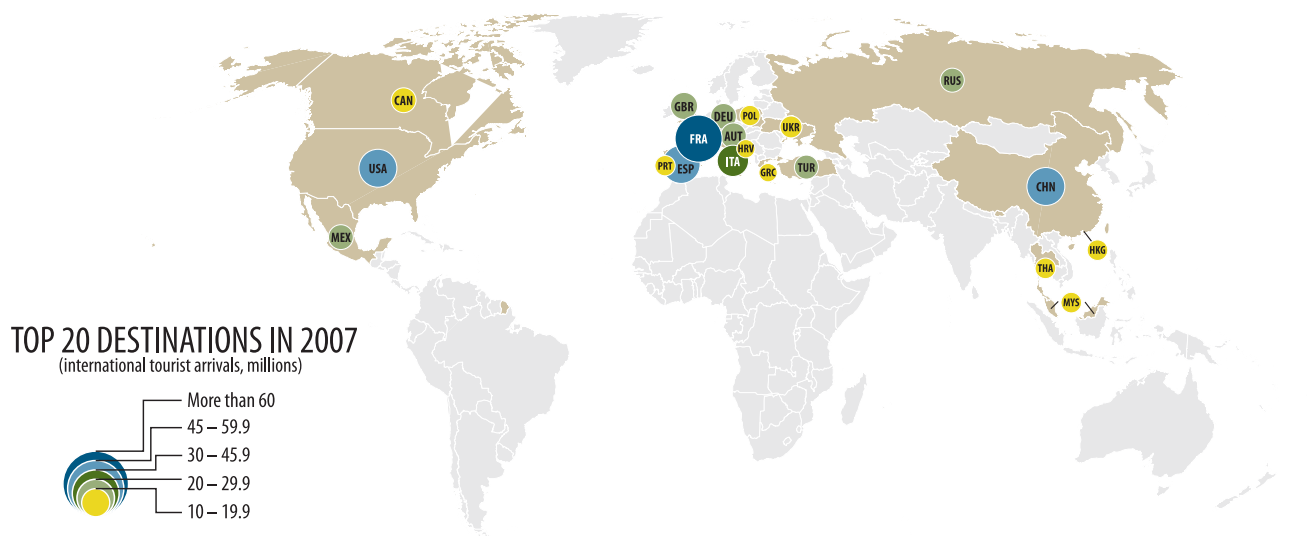 RUS
CAN
GBR
DEU
POL
UKR
FRA
AUT
HRV
ITA
USA
PRT
ESP
GRC
TUR
CHN
MEX
HKG
THA
MYS
TOP 20 DESTINATIONS IN 2007
(international tourist arrivals, millions)
More than 60
45 – 59.9
30 – 45.9
20 – 29.9
10 – 19.9